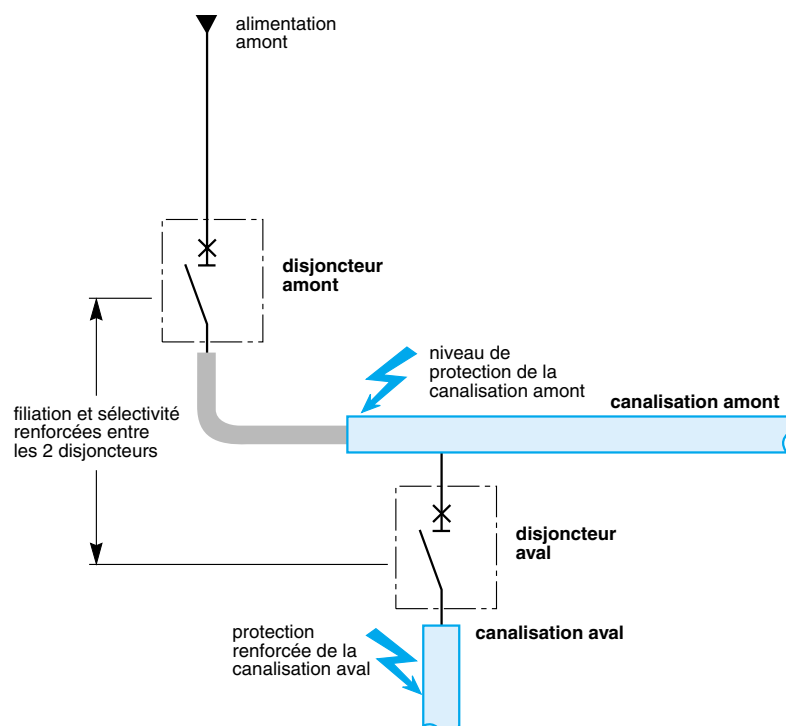 alimentation
amont
disjoncteur
amont
niveau de
protection de la
canalisation amont
canalisation amont
filiation et sélectivité
renforcées entre
les 2 disjoncteurs
disjoncteur
aval
protection
renforcée de la
canalisation aval
canalisation aval